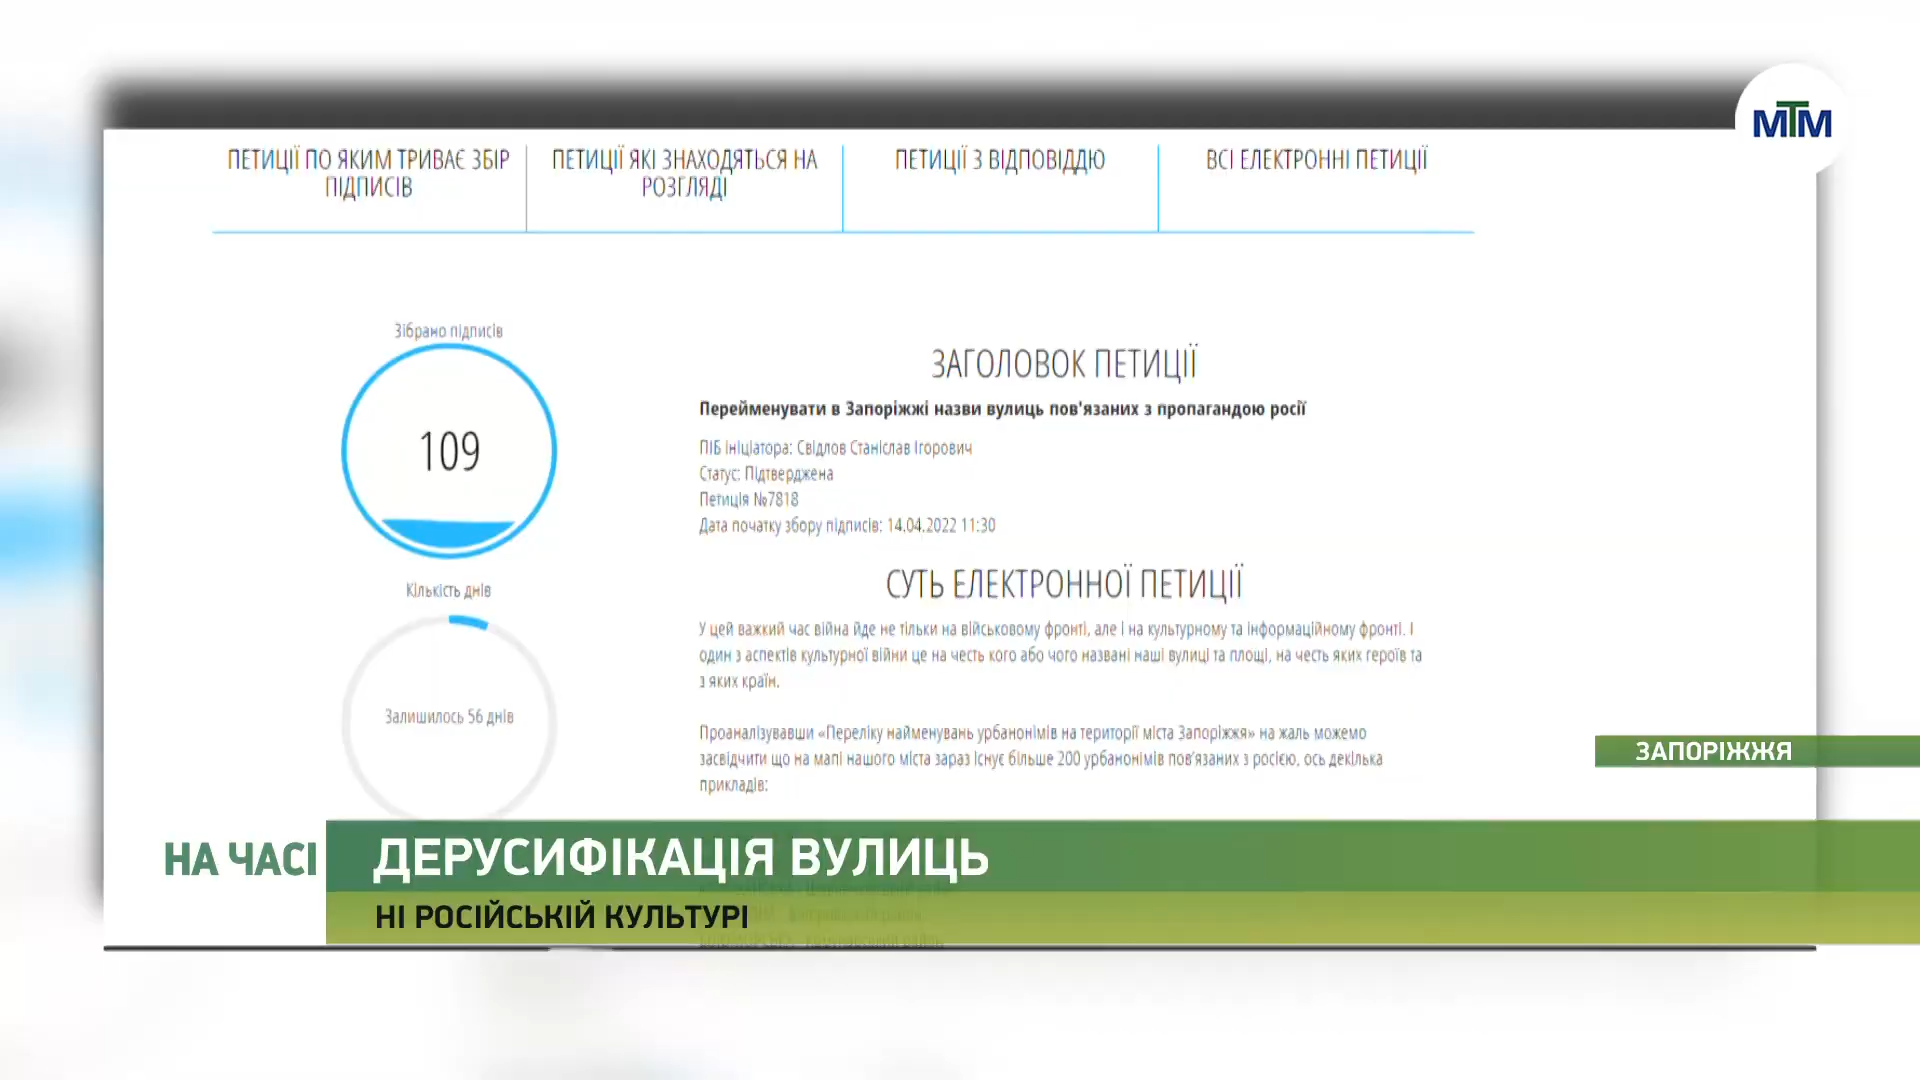 МТМ
ПЕТИЦІЇ ПО ЯКИМ ТРИВАЄ ЗБІР
ПІДПИСІВ
ПЕТИЦІЇ ЯКІ ЗНАХОДЯТЬСЯ НА
РОЗГЛЯДІ
ПЕТИЦІЇ З ВІДПОВІДДЮ
ВСІ ЕЛЕКТРОННІ ПЕТИЦІЇ
Зібрано підписів
109
Кількість днів
Залишилось 56 днів
ЗАГОЛОВОК ПЕТИЦІЇ
Перейменувати в Запоріжжі назви вулиць пов'язаних з пропагандою росії
ПІБ ініціатора: Свідлов Станіслав Ігорович
Статус: Підтверджена
Петиція №7818
Дата початку збору підписів: 14.04.2022 11:30
СУТЬ ЕЛЕКТРОННОЇ ПЕТИЦІЇ
У цей важкий час війна йде не тільки на військовому фронті, але і на культурному та інформаційному фронті. І
один з аспектів культурної війни це на честь кого або чого названі наші вулиці та площі, на честь яких героїв та
з яких країн.
Проаналізувавши «Переліку найменувань урбанонімів на території міста Запоріжжя» на жаль можемо
засвідчити що на мапі нашого міста зараз існує більше 200 урбанонімів пов'язаних з росією, ось декілька
прикладів:
ЗАПОРІЖЖЯ
НА ЧАСІ
ДЕРУСИФІКАЦІЯ ВУЛИЦЬ
НІ РОСІЙСЬКІЙ КУЛЬТУРІ